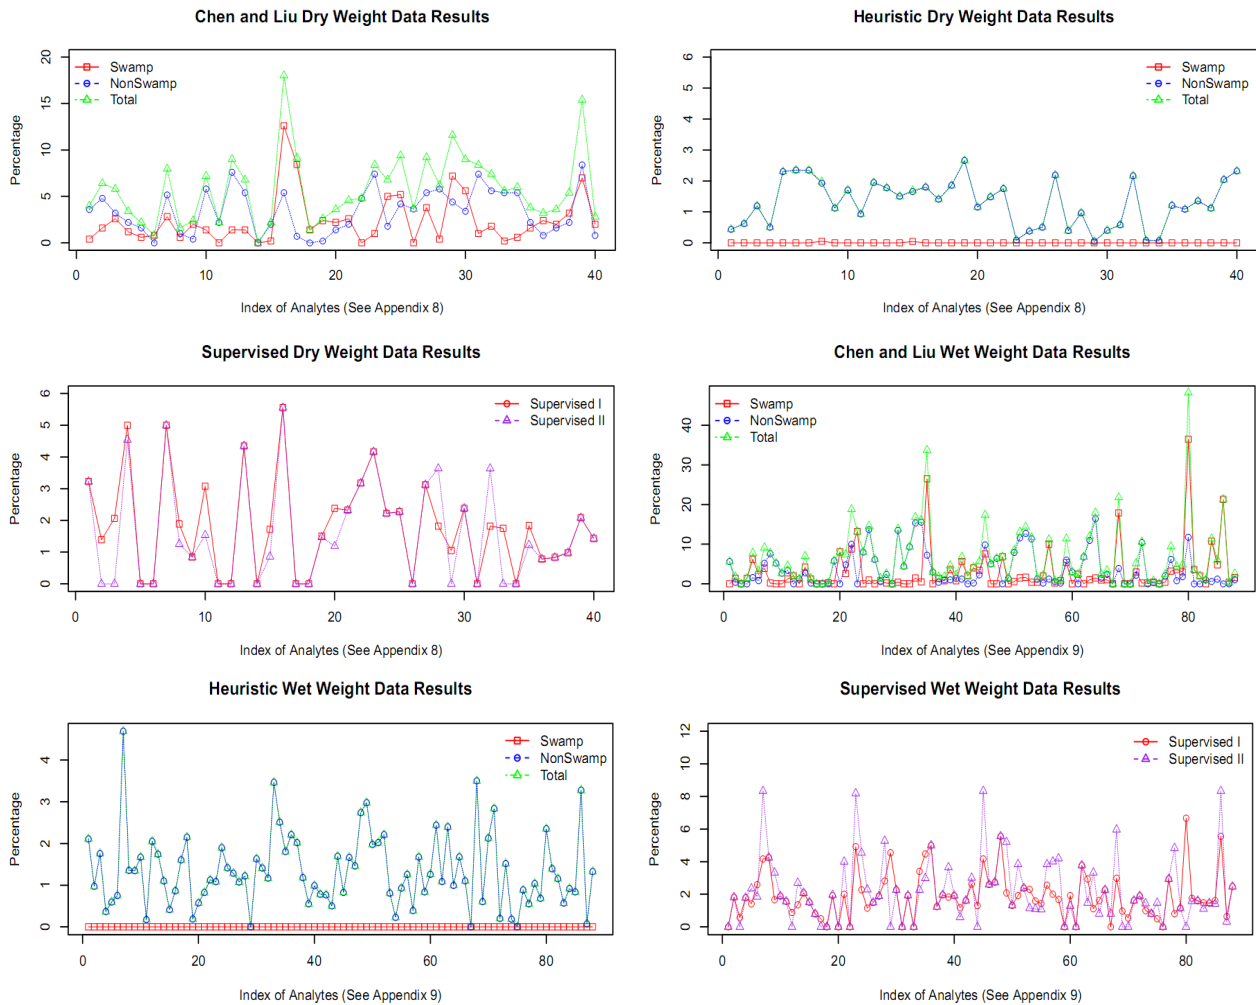 Chen and Liu Dry Weight Data Results
Percentage
20
15
10
5
0
Swamp
NonSwamp
Total
0 10 20 30 40
Index of Analytes (See Appendix 8)
Heuristic Dry Weight Data Results
Percentage
6
5
4
3
2
1
0
Swamp
NonSwamp
Total
0 10 20 30 40
Index of Analytes (See Appendix 8)
Supervised Dry Weight Data Results
Percentage
6
5
4
3
2
1
0
Supervised I
Supervised II
0 10 20 30 40
Index of Analytes (See Appendix 8)
Chen and Liu Wet Weight Data Results
Percentage
40
30
20
10
0
Swamp
NonSwamp
Total
0 20 40 60 80
Index of Analytes (See Appendix 9)
Heuristic Wet Weight Data Results
Percentage
4
3
2
1
0
Swamp
NonSwamp
Total
0 20 40 60 80
Index of Analytes (See Appendix 9)
Supervised Wet Weight Data Results
Percentage
12
10
8
6
4
2
0
Supervised I
Supervised II
0 20 40 60 80
Index of Analytes (See Appendix 9)